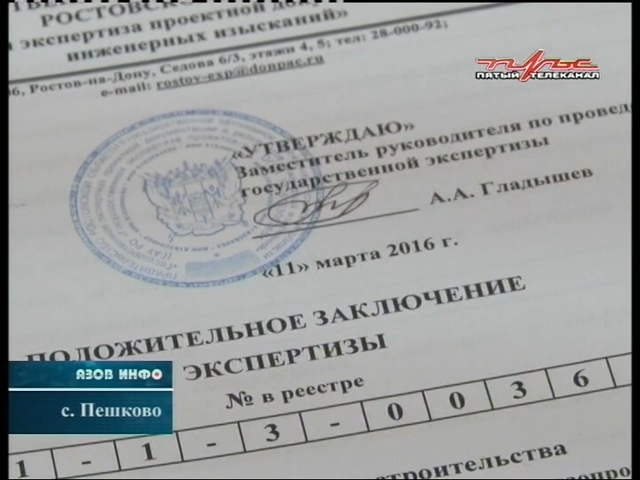 РОСТОВС
экспертиза проектной
инженерных изысканий»
Ростов-на-Дону, Седова 6/3, этажи 4, 5; тел: 28-000-92;
e-mail: rostov-exp@donpac.ru
ПУЛЬС
ПЯТЫЙ ТЕЛЕКАНАЛ
«УТВЕРЖДАЮ»
Заместитель руководителя по провед
государственной экспертизы
А.А. Гладышев
«11» марта 2016 г.
ПОЛОЖИТЕЛЬНОЕ ЗАКЛЮЧЕНИЕ
ЭКСПЕРТИЗЫ
№ в реестре
1 - 1 - 3 - 0 0 3 6
строительства
АЗОВ ИНФО
с. Пешково